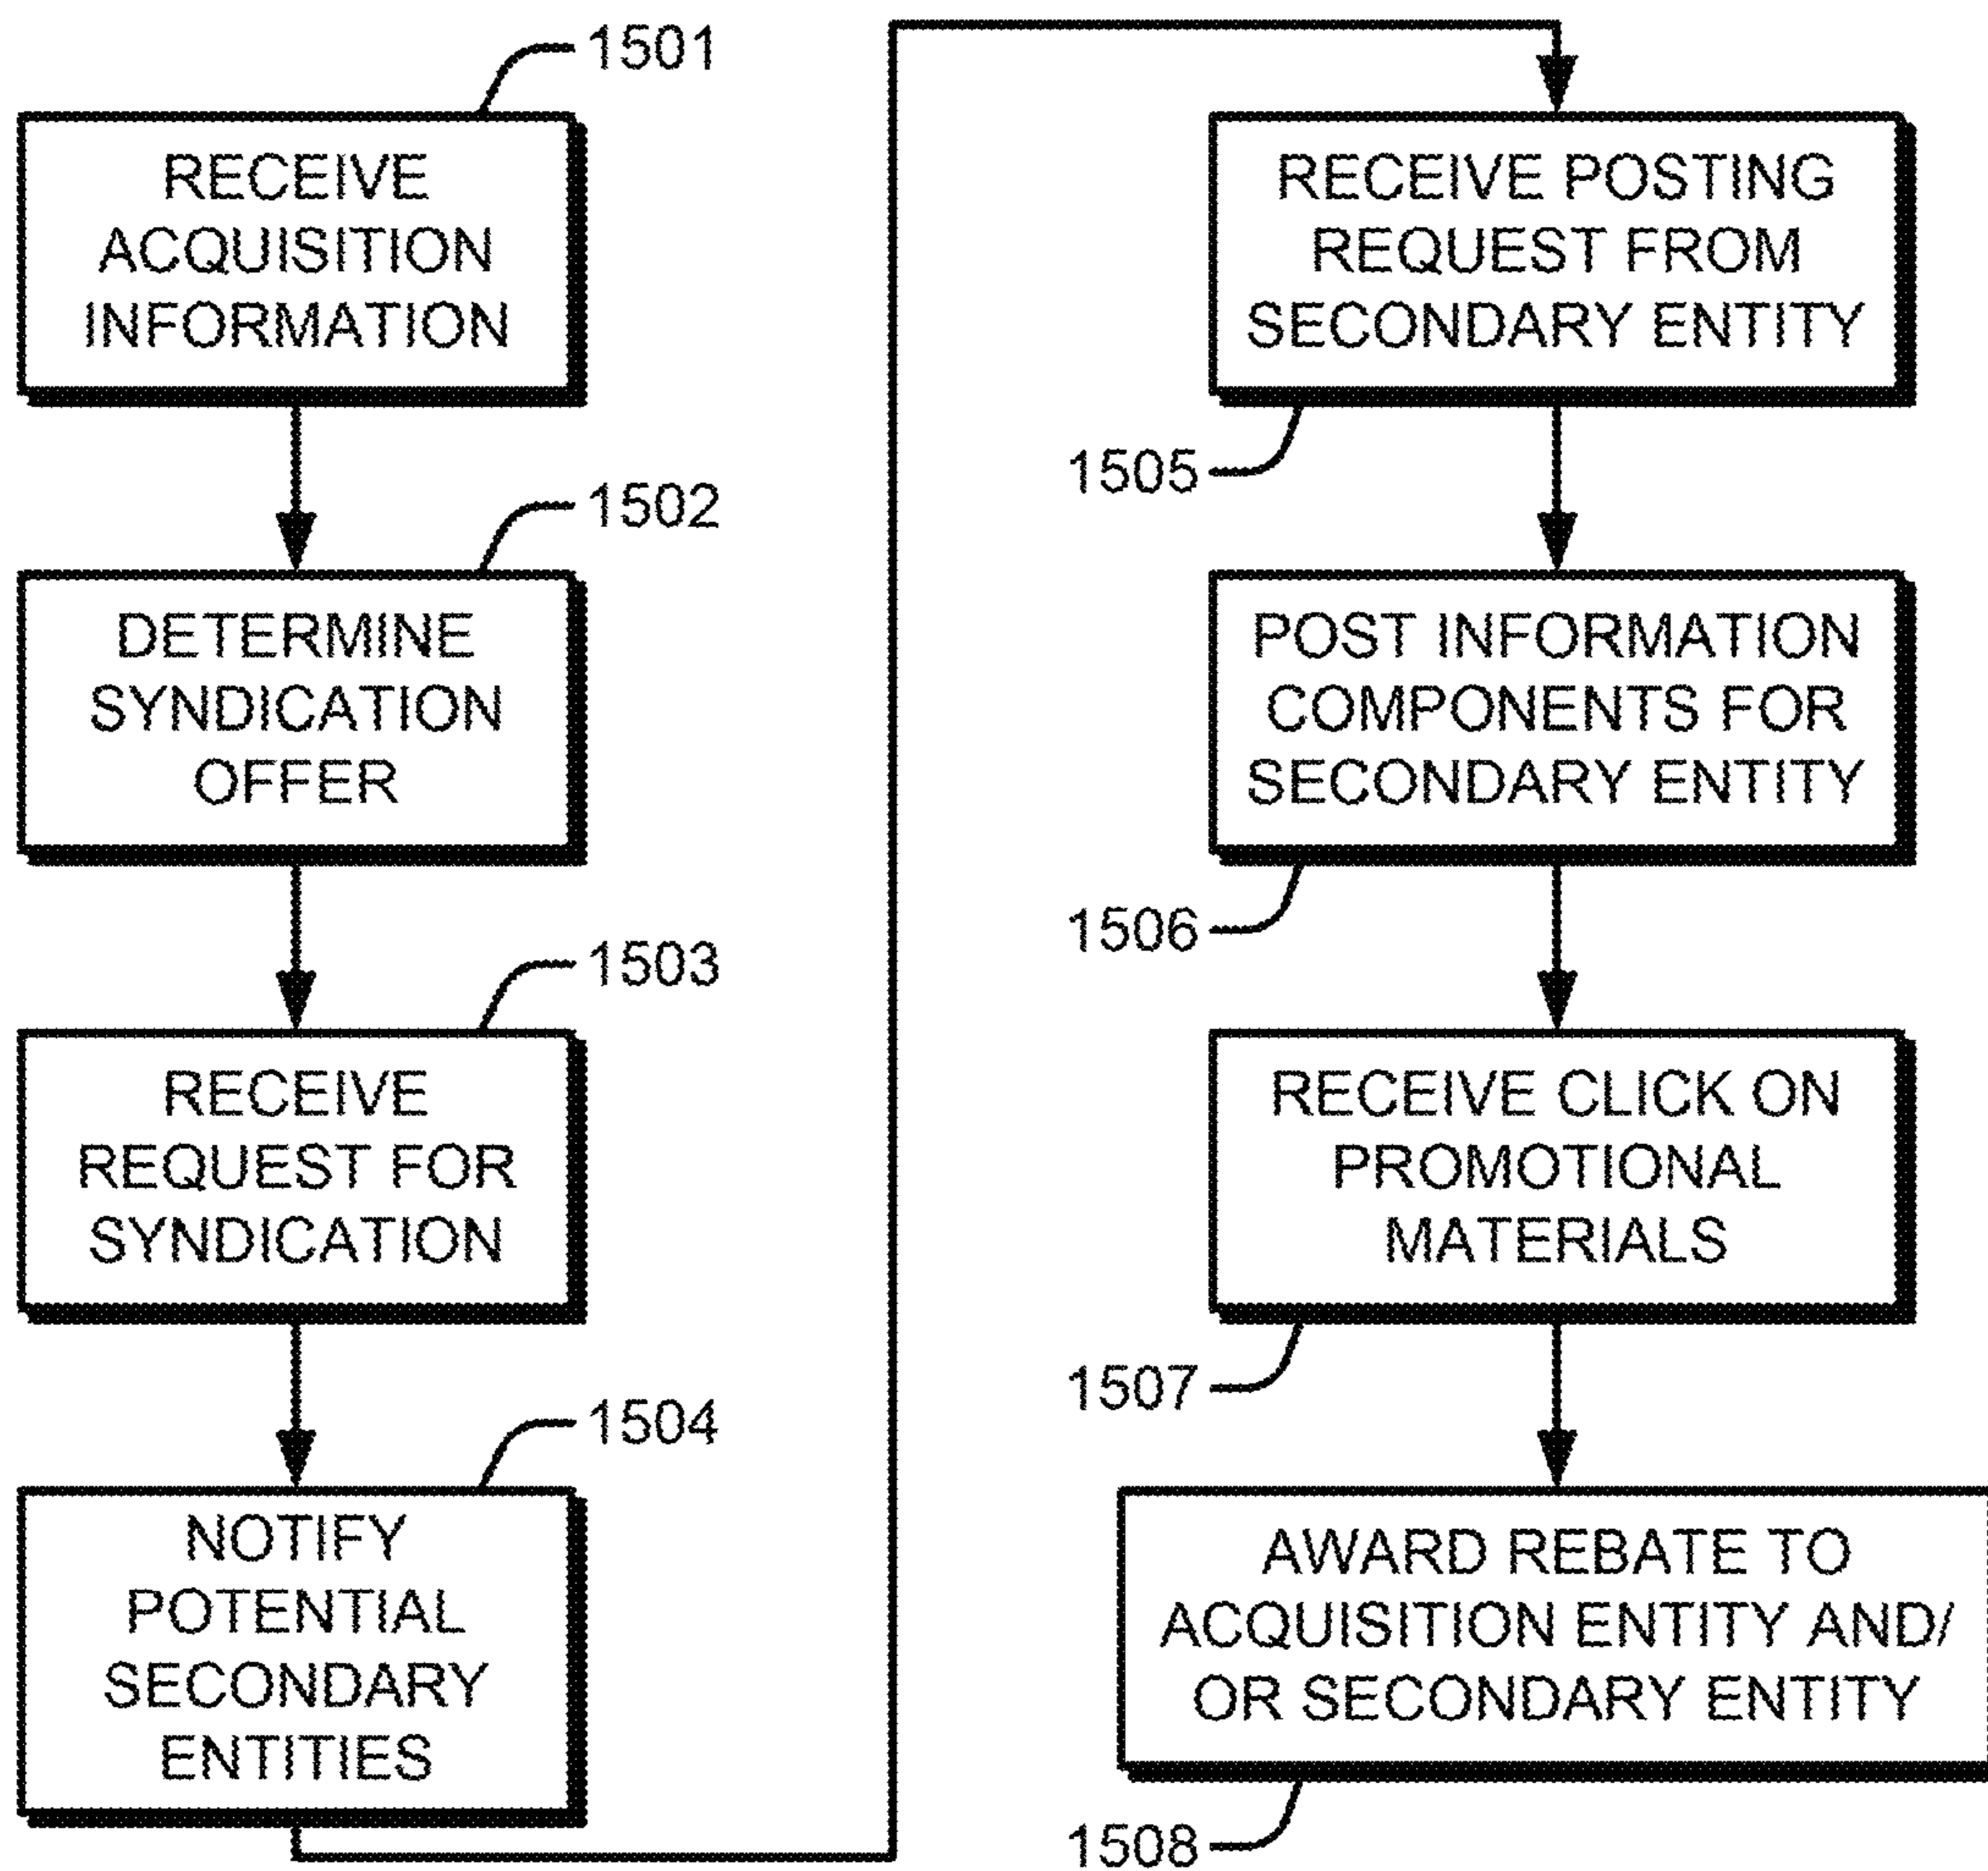 1501
RECEIVE
ACQUISITION
INFORMATION
1502
DETERMINE
SYNDICATION
OFFER
1503
RECEIVE
REQUEST FOR
SYNDICATION
1504
NOTIFY
POTENTIAL
SECONDARY
ENTITIES
RECEIVE POSTING
REQUEST FROM
SECONDARY ENTITY
1505
POST INFORMATION
COMPONENTS FOR
SECONDARY ENTITY
1506
RECEIVE CLICK ON
PROMOTIONAL
MATERIALS
1507
AWARD REBATE TO
ACQUISITION ENTITY AND/
OR SECONDARY ENTITY
1508